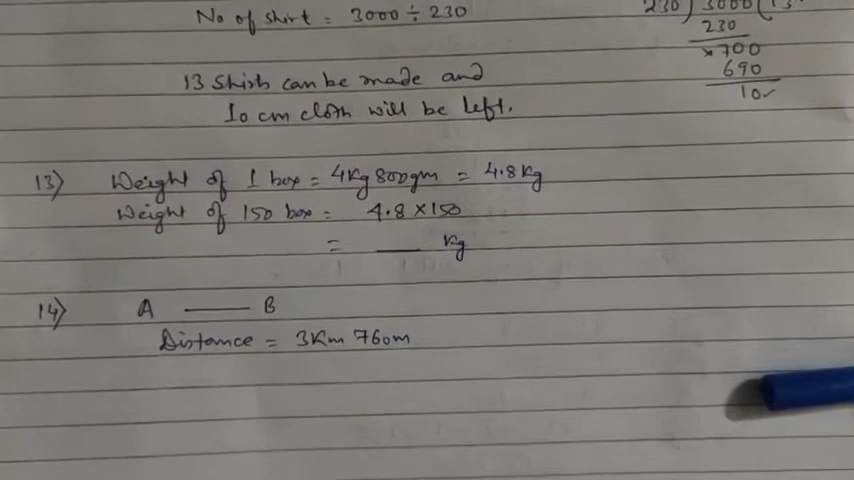 No of shirt = 3000 ÷ 230
230 ) 3000 ( 13
230
× 700
690
10
13 Shirts can be made and
10 cm cloth will be left.
13) Weight of 1 box = 4Kg 800gm = 4.8 Kg
Weight of 150 box = 4.8 × 150
= ___ Kg
14) A —— B
Distance = 3Km 760m